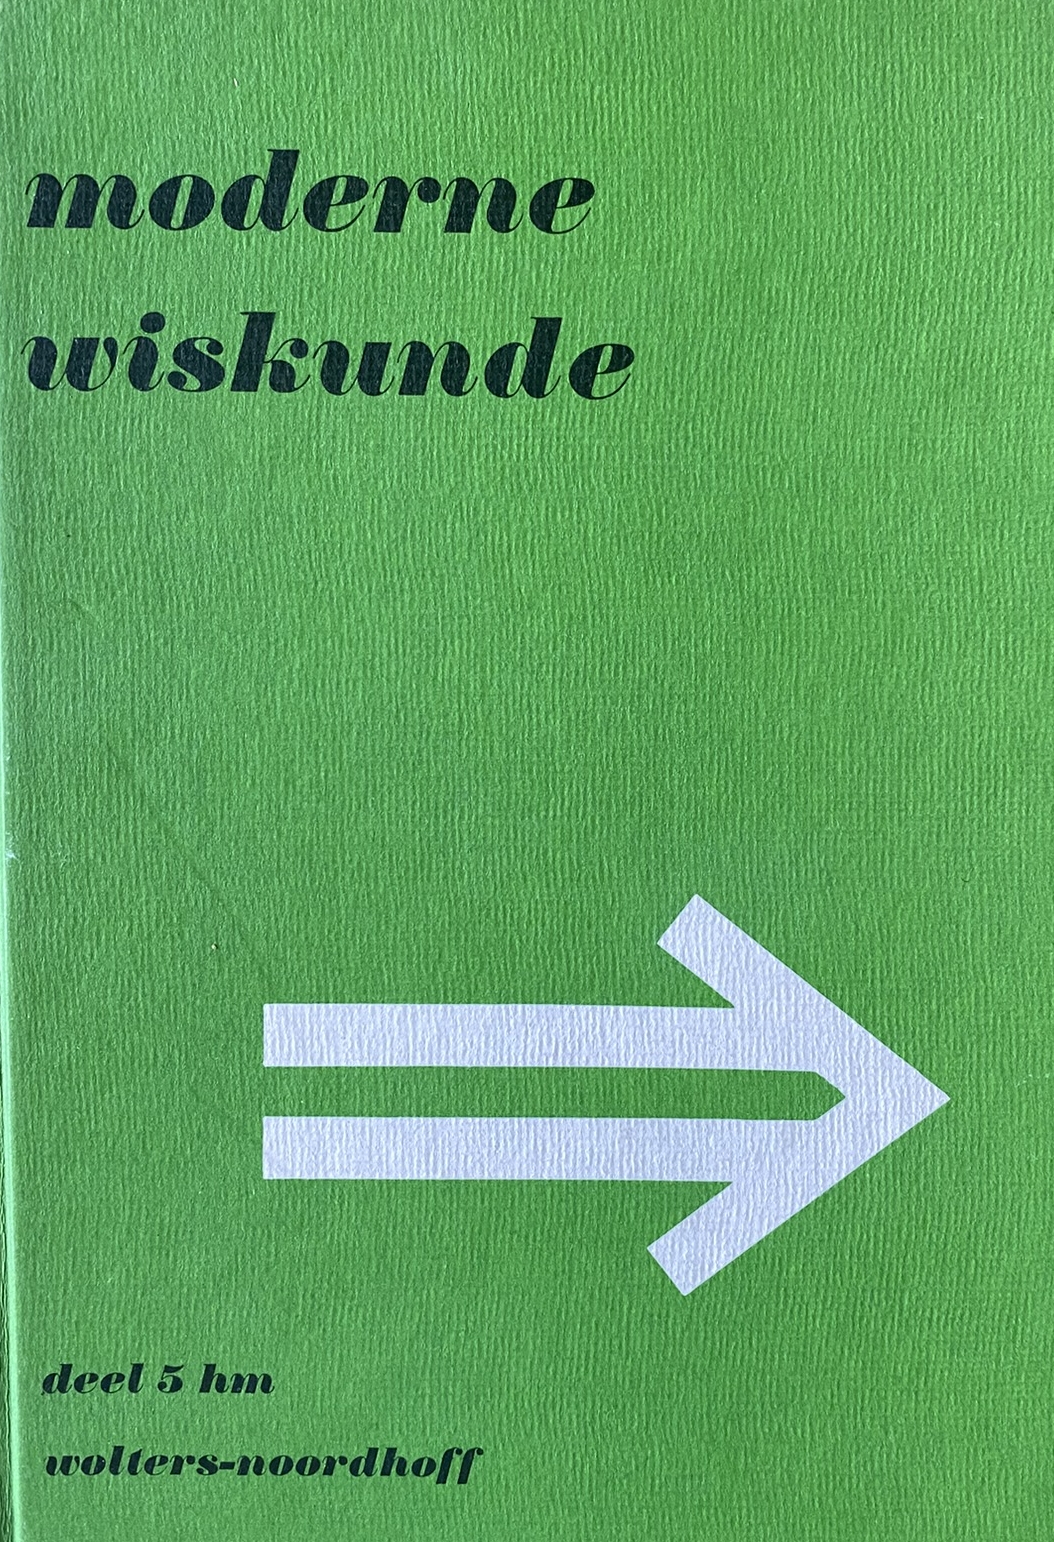 moderne
wiskunde
deel 5 hm
wolters-noordhoff